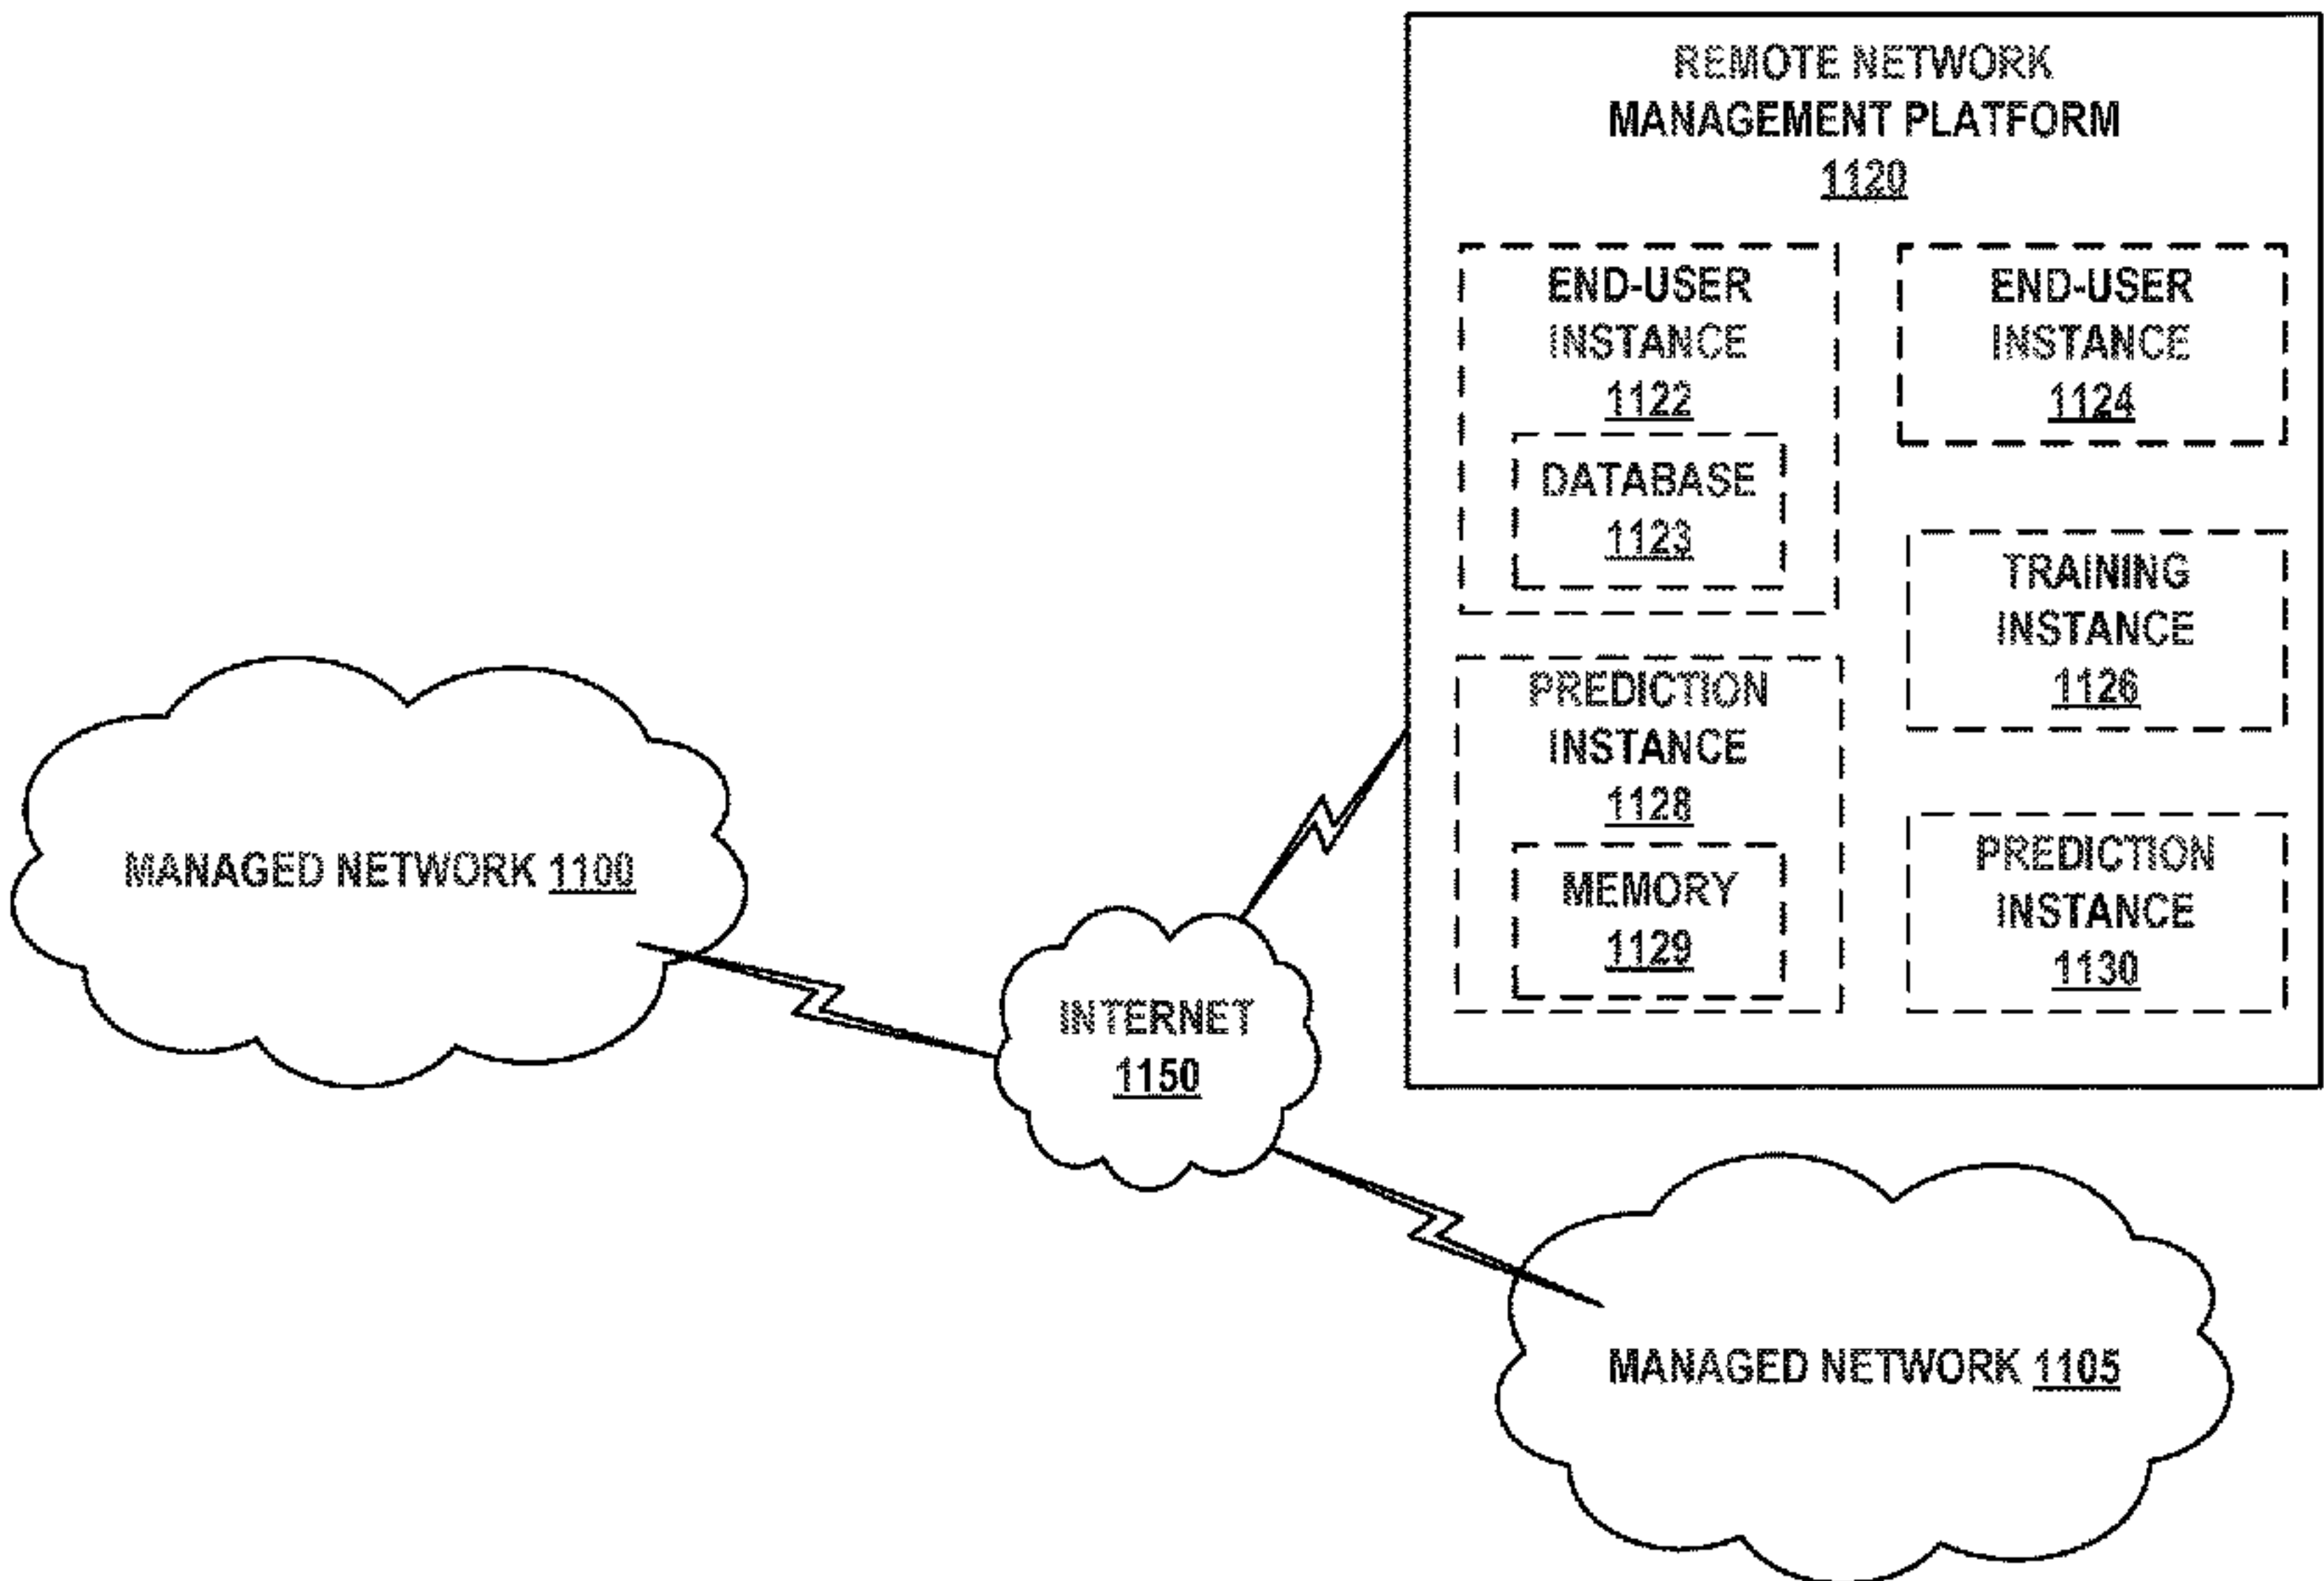 REMOTE NETWORK
MANAGEMENT PLATFORM
1120
END-USER
INSTANCE
1122
DATABASE
1123
END-USER
INSTANCE
1124
TRAINING
INSTANCE
1126
PREDICTION
INSTANCE
1128
MEMORY
1129
PREDICTION
INSTANCE
1130
MANAGED NETWORK 1100
INTERNET
1150
MANAGED NETWORK 1105